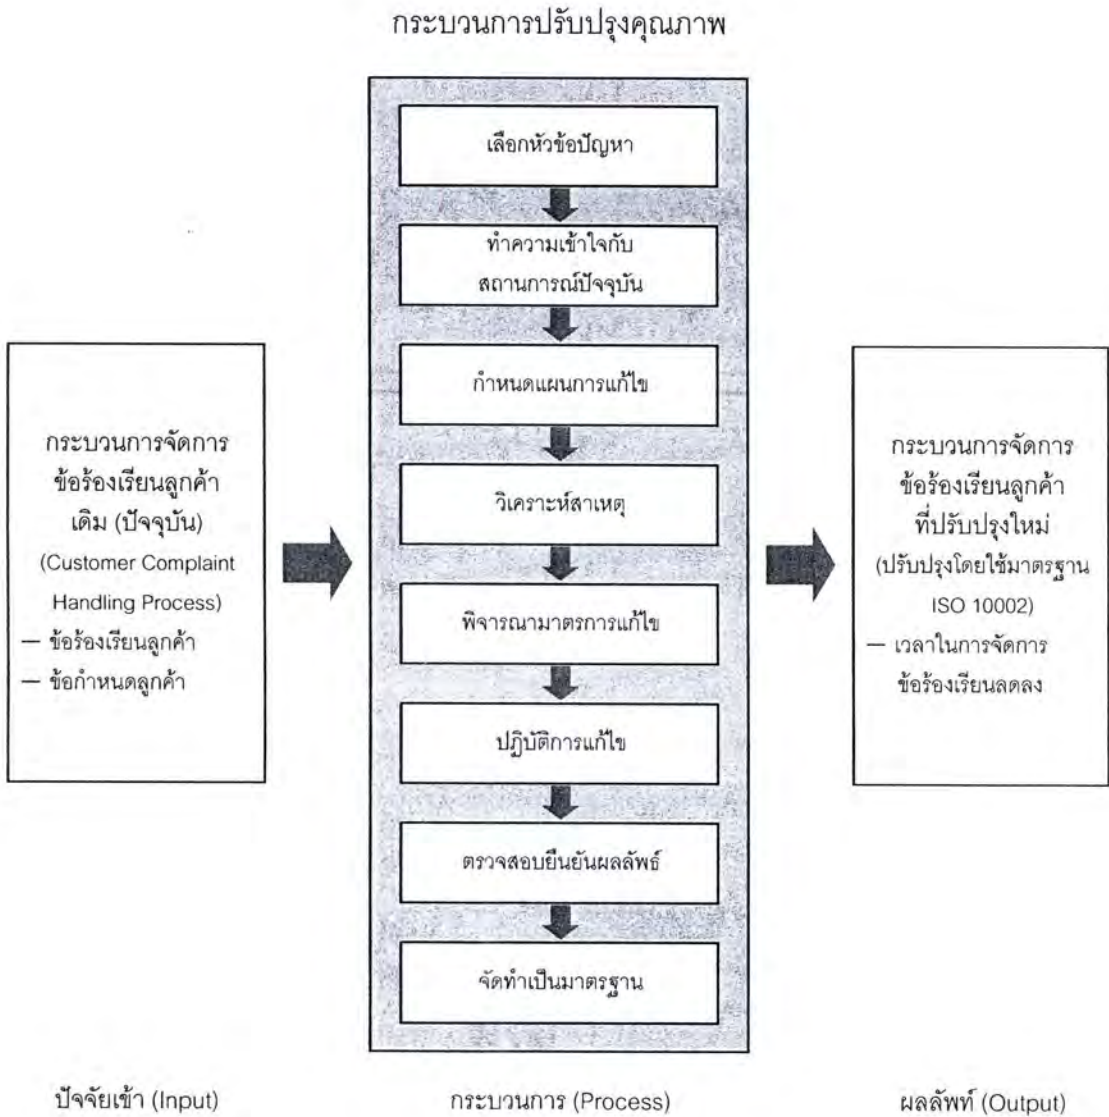 กระบวนการปรับปรุงคุณภาพ
เลือกหัวข้อปัญหา
ทำความเข้าใจกับ
สถานการณ์ปัจจุบัน
กำหนดแผนการแก้ไข
วิเคราะห์สาเหตุ
พิจารณามาตรการแก้ไข
ปฏิบัติการแก้ไข
ตรวจสอบยืนยันผลลัพธ์
จัดทำเป็นมาตรฐาน
กระบวนการจัดการ
ข้อร้องเรียนลูกค้า
เดิม (ปัจจุบัน)
(Customer Complaint
Handling Process)
— ข้อร้องเรียนลูกค้า
— ข้อกำหนดลูกค้า
กระบวนการจัดการ
ข้อร้องเรียนลูกค้า
ที่ปรับปรุงใหม่
(ปรับปรุงโดยใช้มาตรฐาน
ISO 10002)
— เวลาในการจัดการ
ข้อร้องเรียนลดลง
ปัจจัยเข้า (Input)
กระบวนการ (Process)
ผลลัพท์ (Output)